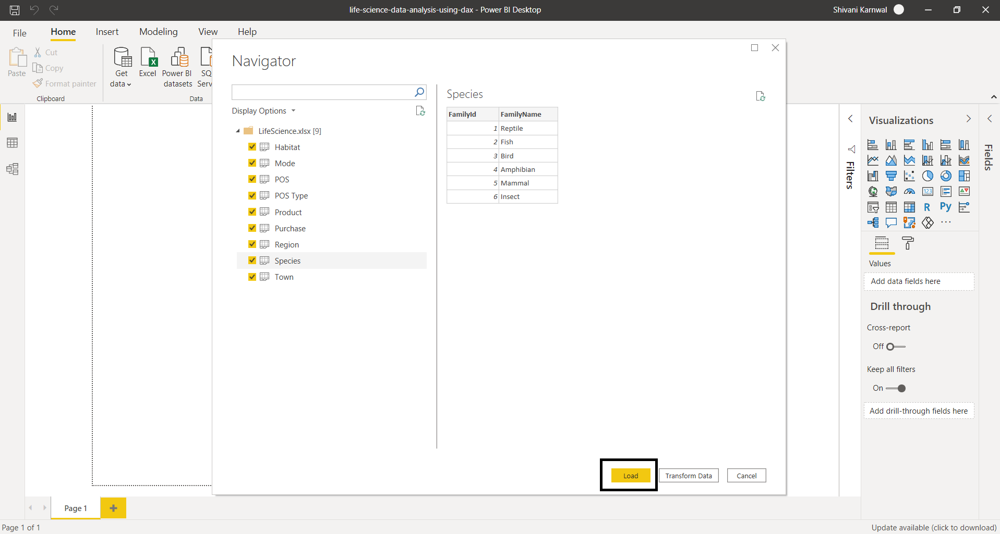 life-science-data-analysis-using-dax - Power BI Desktop
Shivani Karnwal
File
Home
Insert
Modeling
View
Help
Paste
Cut
Copy
Format painter
Clipboard
Get
data
Excel
Power BI
datasets
SQ
Serv
Data
Navigator
Display Options
LifeScience.xlsx [9]
Habitat
Mode
POS
POS Type
Product
Purchase
Region
Species
Town
Species
FamilyId FamilyName
1 Reptile
2 Fish
3 Bird
4 Amphibian
5 Mammal
6 Insect
Load
Transform Data
Cancel
Filters
Visualizations
123
R
Py
...
Values
Add data fields here
Drill through
Cross-report
Off
Keep all filters
On
Add drill-through fields here
Fields
Page 1
Page 1 of 1
Update available (click to download)